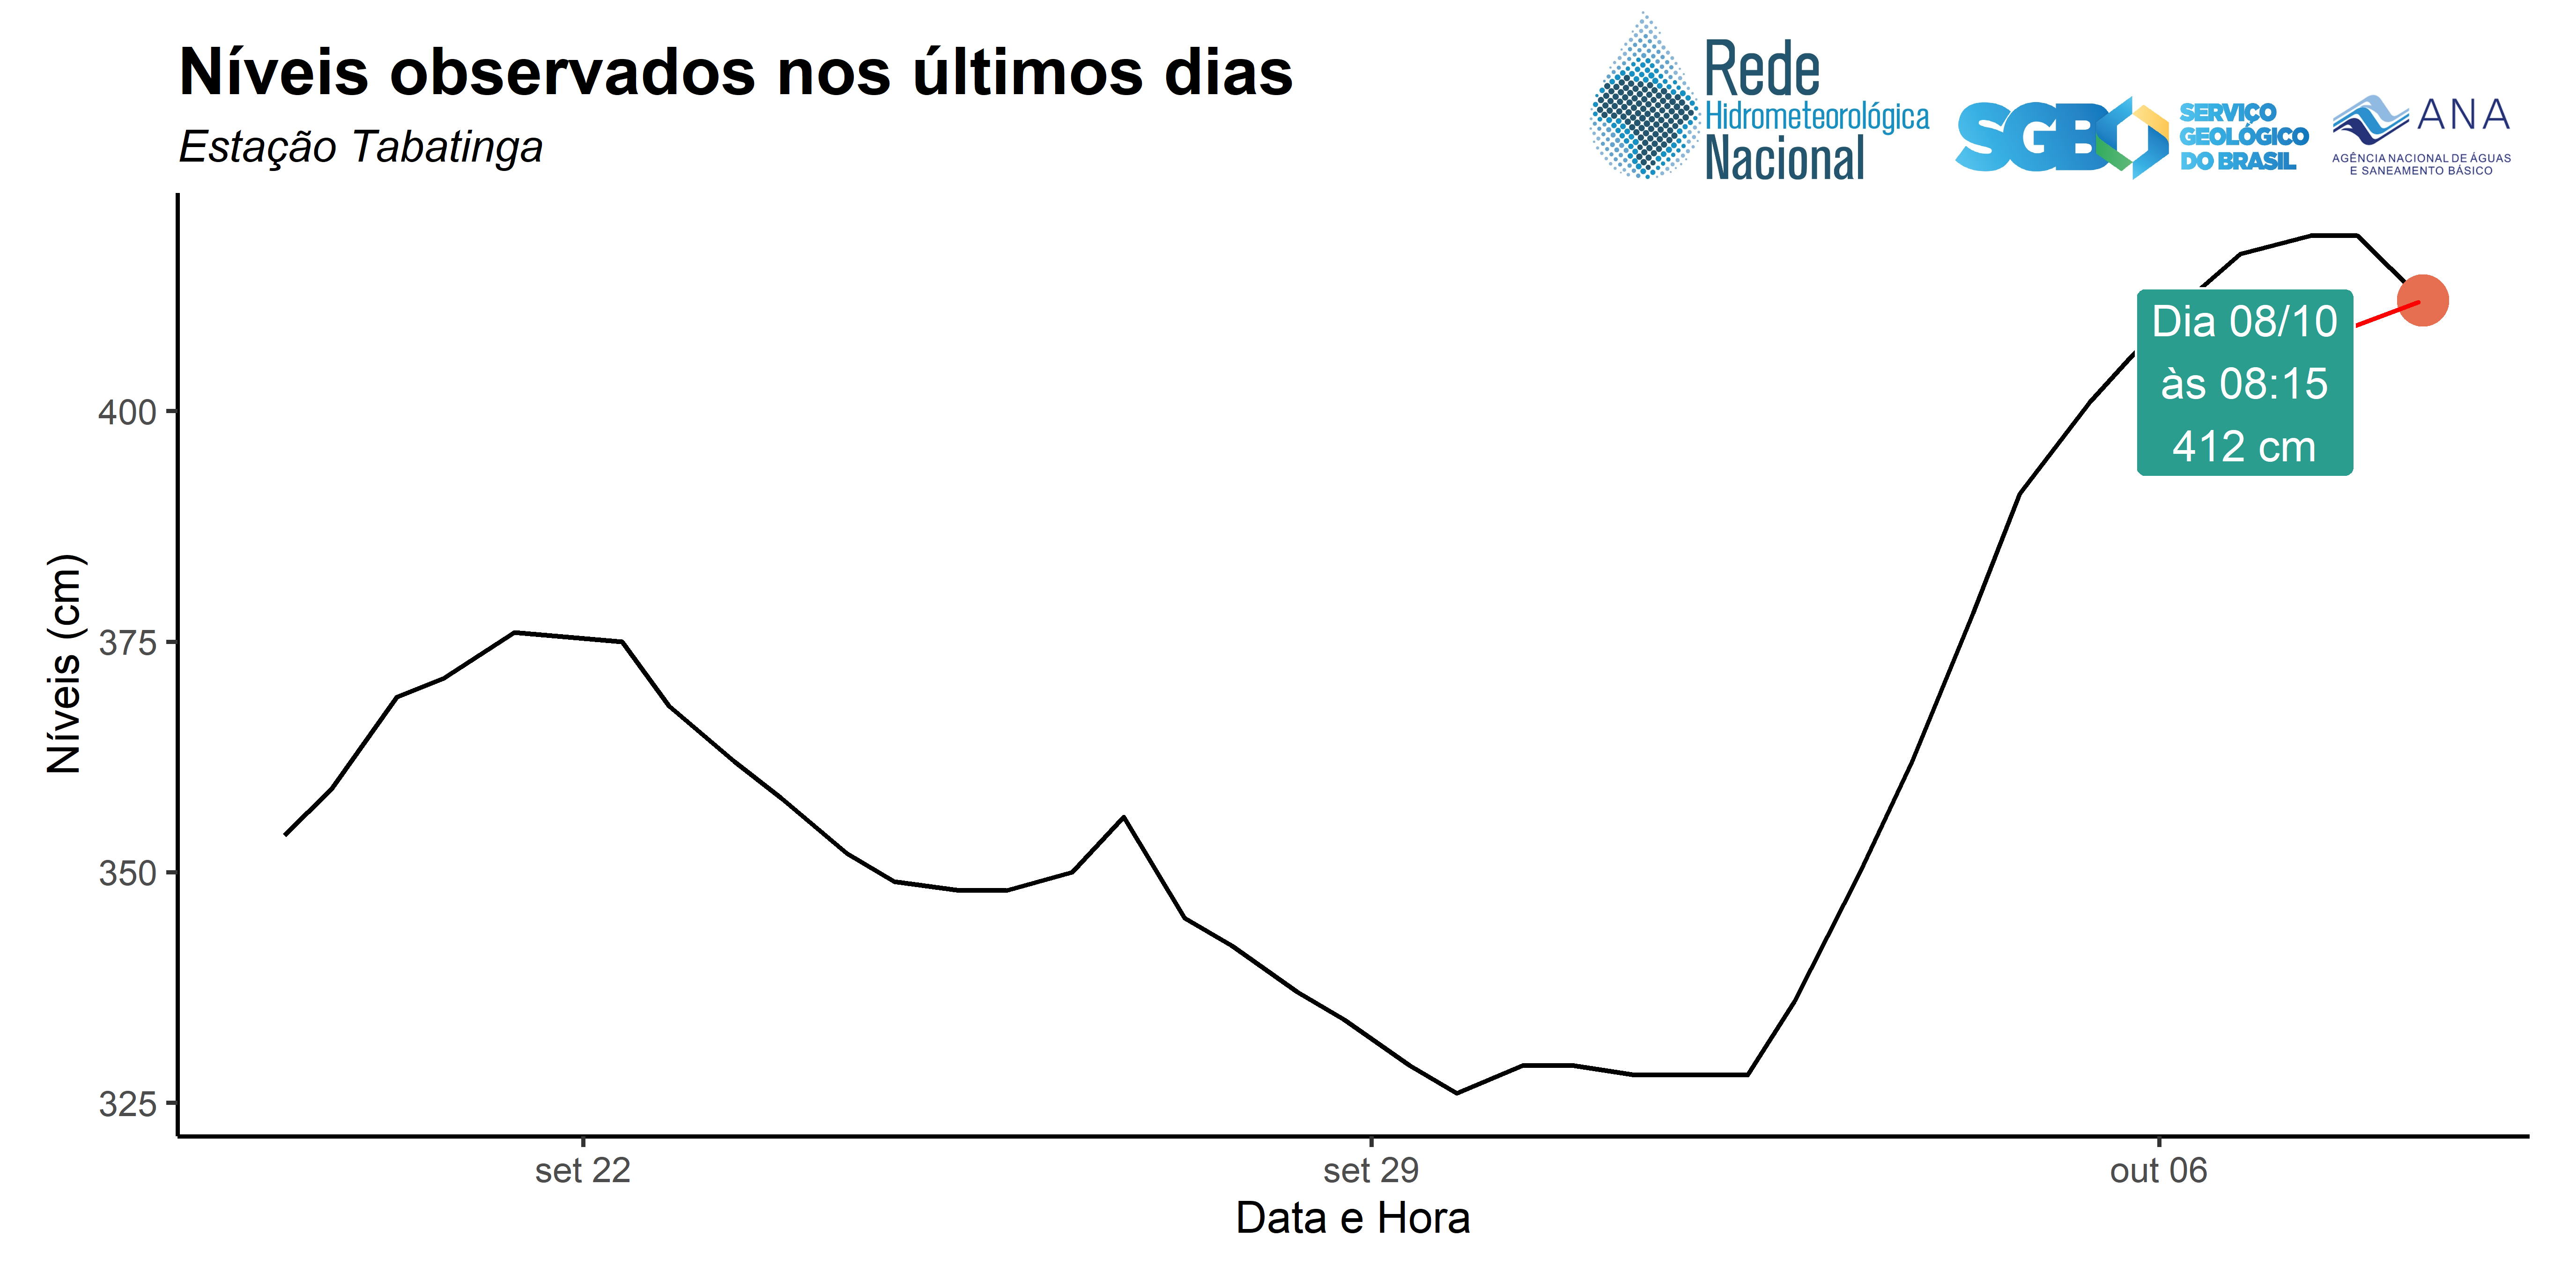 Níveis observados nos últimos dias
Estação Tabatinga
Rede
Hidrometeorológica
Nacional
SGB
SERVIÇO
GEOLÓGICO
DO BRASIL
ANA
AGÊNCIA NACIONAL DE ÁGUAS
E SANEAMENTO BÁSICO
Níveis (cm)
400
375
350
325
Dia 08/10
às 08:15
412 cm
set 22
set 29
out 06
Data e Hora